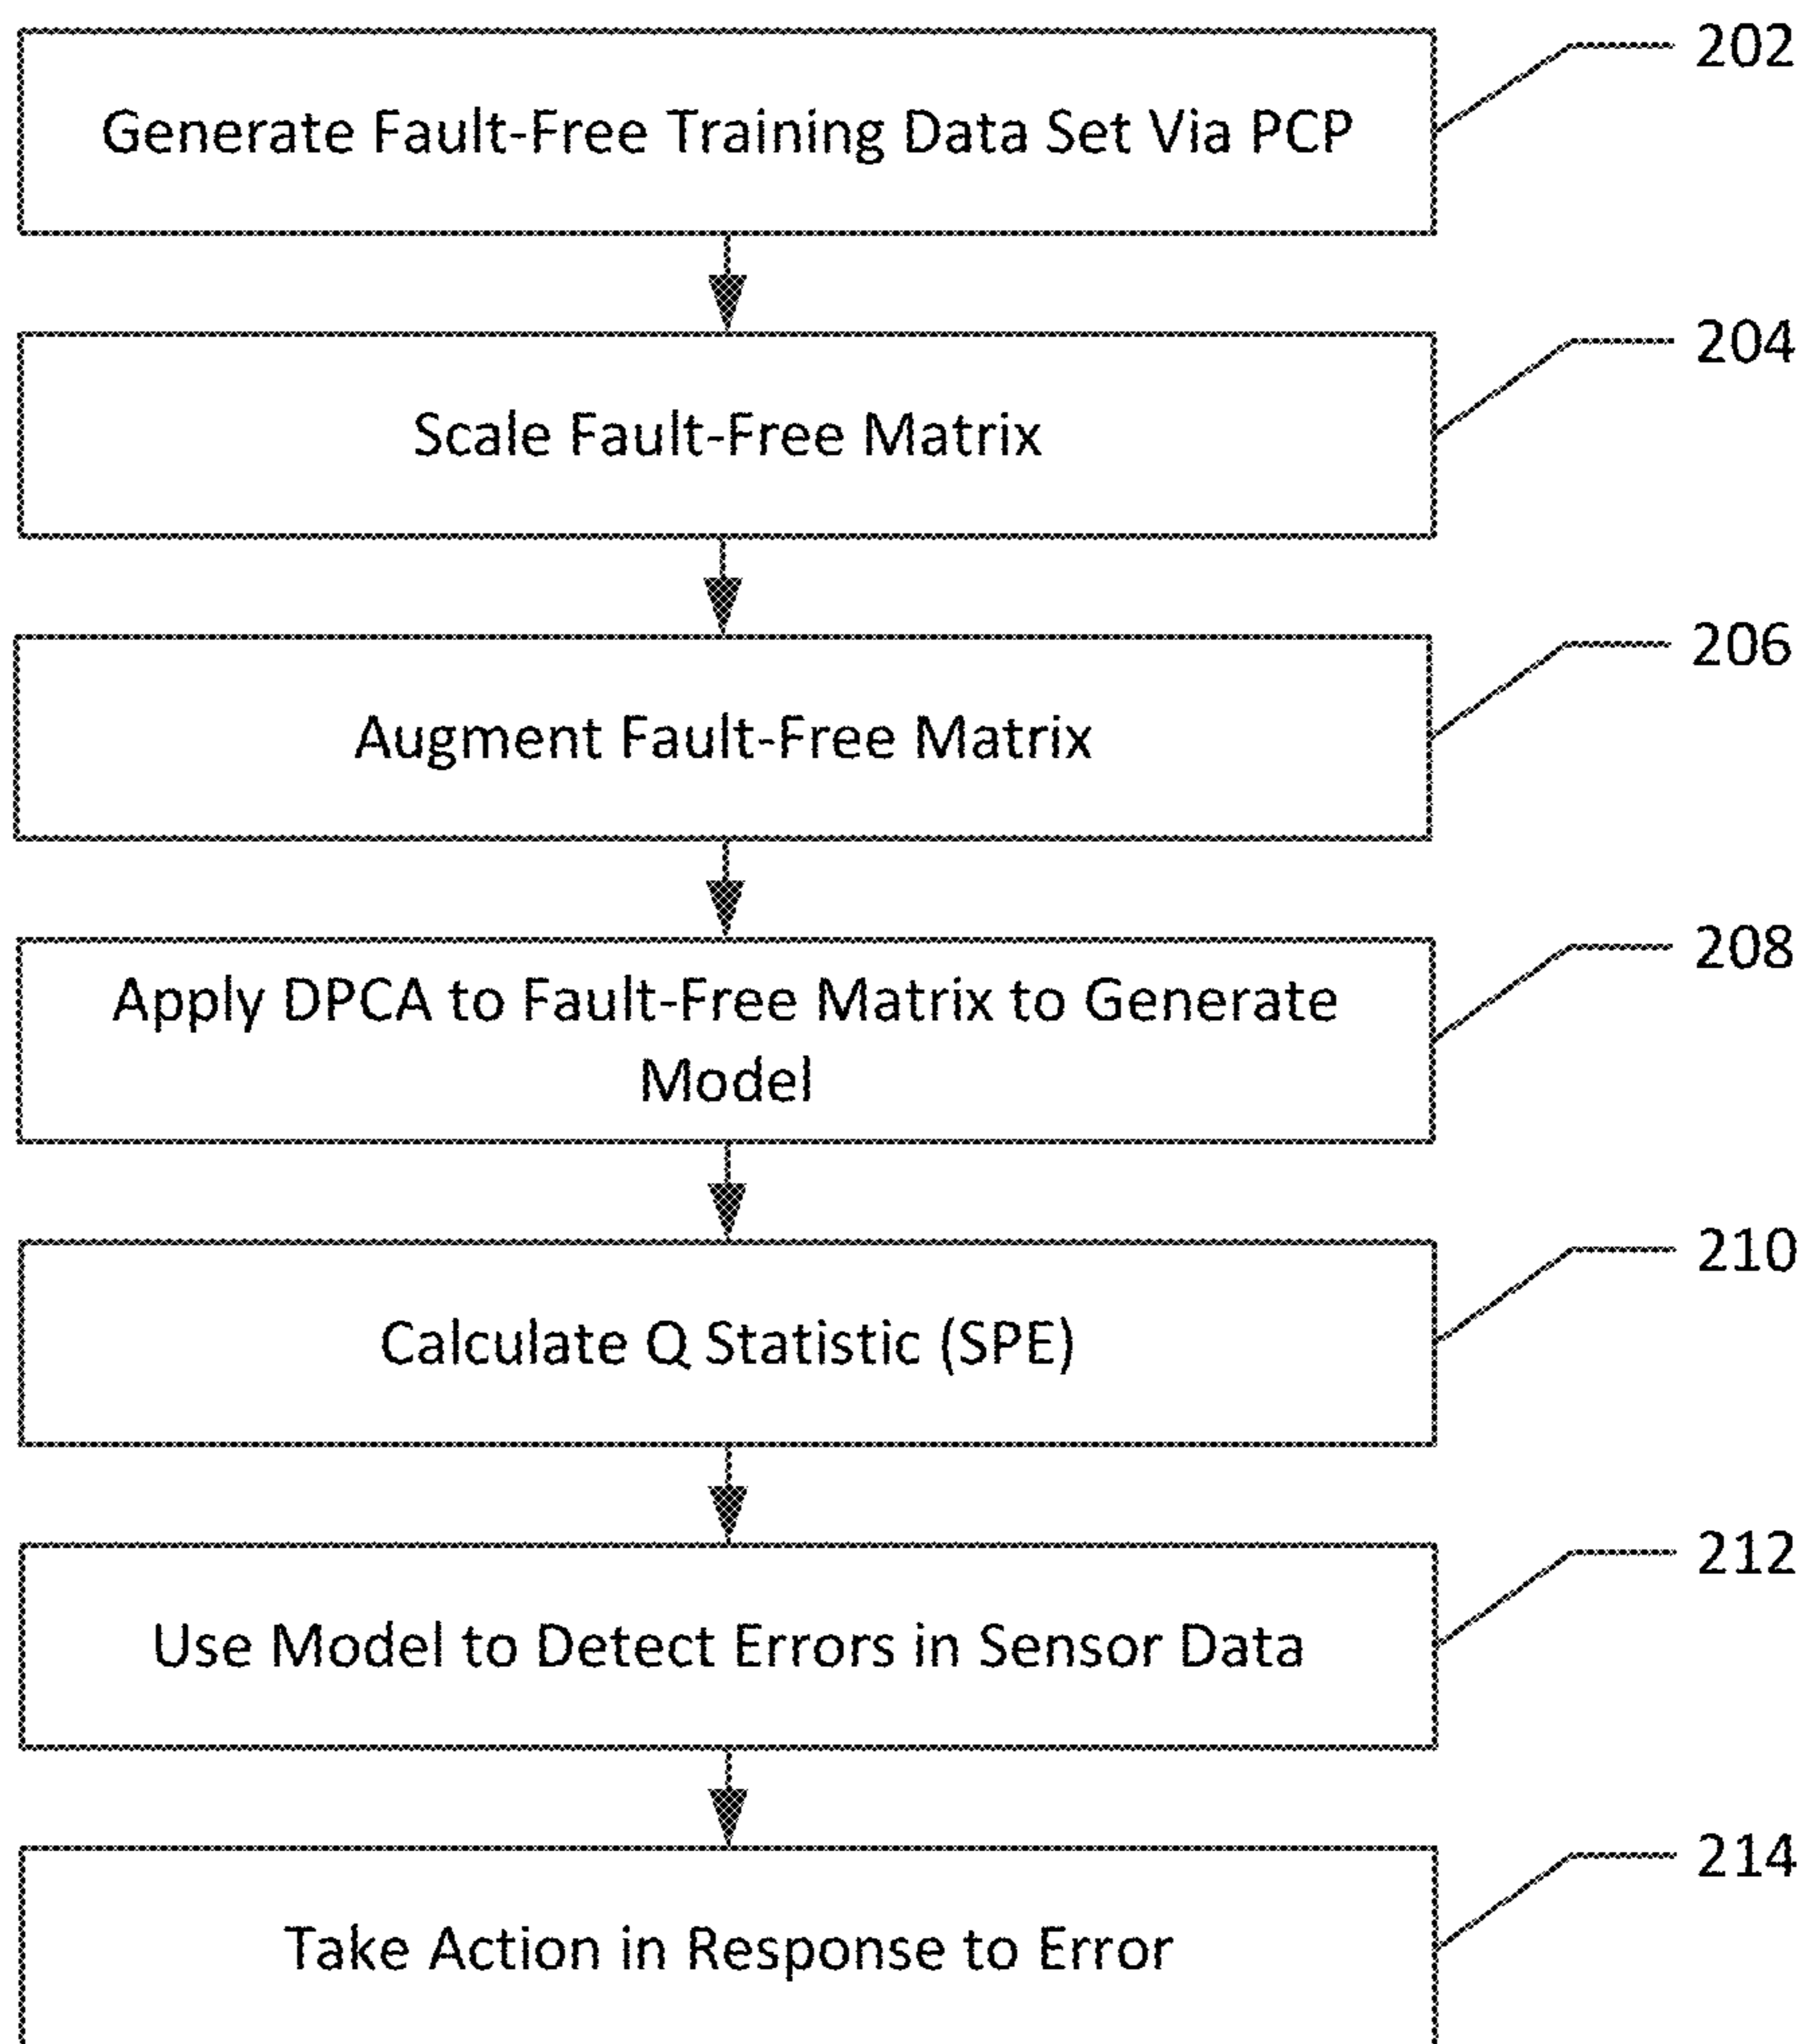 202
Generate Fault-Free Training Data Set Via PCP
204
Scale Fault-Free Matrix
206
Augment Fault-Free Matrix
208
Apply DPCA to Fault-Free Matrix to Generate
Model
210
Calculate Q Statistic (SPE)
212
Use Model to Detect Errors in Sensor Data
214
Take Action in Response to Error